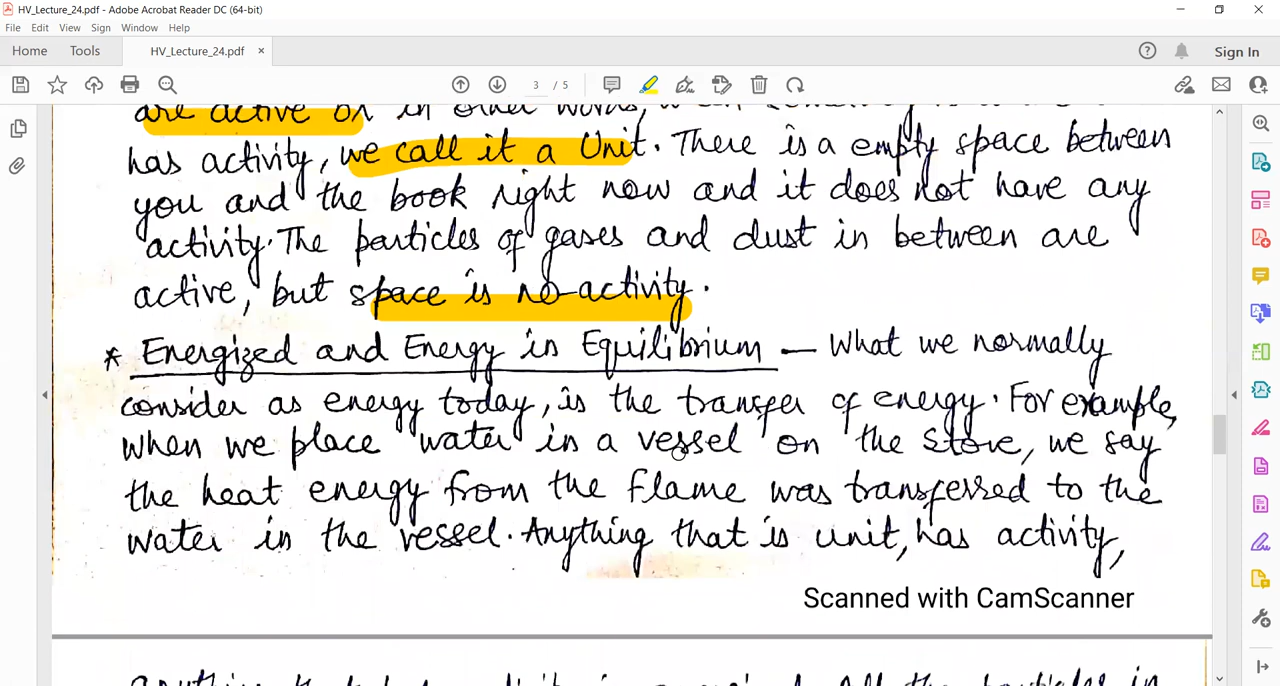 HV_Lecture_24.pdf - Adobe Acrobat Reader DC (64-bit)
File Edit View Sign Window Help
Home Tools HV_Lecture_24.pdf × Sign In
3 / 5
are active or in other words,
has activity, we call it a Unit. There is a empty space between
you and the book right now and it does not have any
activity. The particles of gases and dust in between are
active, but space is no-activity.
* Energized and Energy in Equilibrium — What we normally
consider as energy today, is the transfer of energy. For example,
when we place water in a vessel on the stove, we say
the heat energy from the flame was transferred to the
water in the vessel. Anything that is unit, has activity,
Scanned with CamScanner